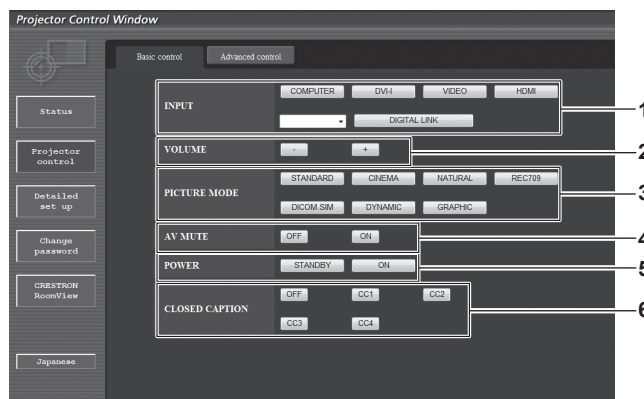 Projector Control Window
Basic control
Advanced control
Status
Projector
control
Detailed
set up
Change
password
CRESTRON
RoomView
Japanese
INPUT
COMPUTER DVI-I VIDEO HDMI
DIGITAL LINK
1
VOLUME - +
2
PICTURE MODE
STANDARD CINEMA NATURAL REC709
DICOM.SIM DYNAMIC GRAPHIC
3
AV MUTE OFF ON
4
POWER STANDBY ON
5
CLOSED CAPTION
OFF CC1 CC2
CC3 CC4
6